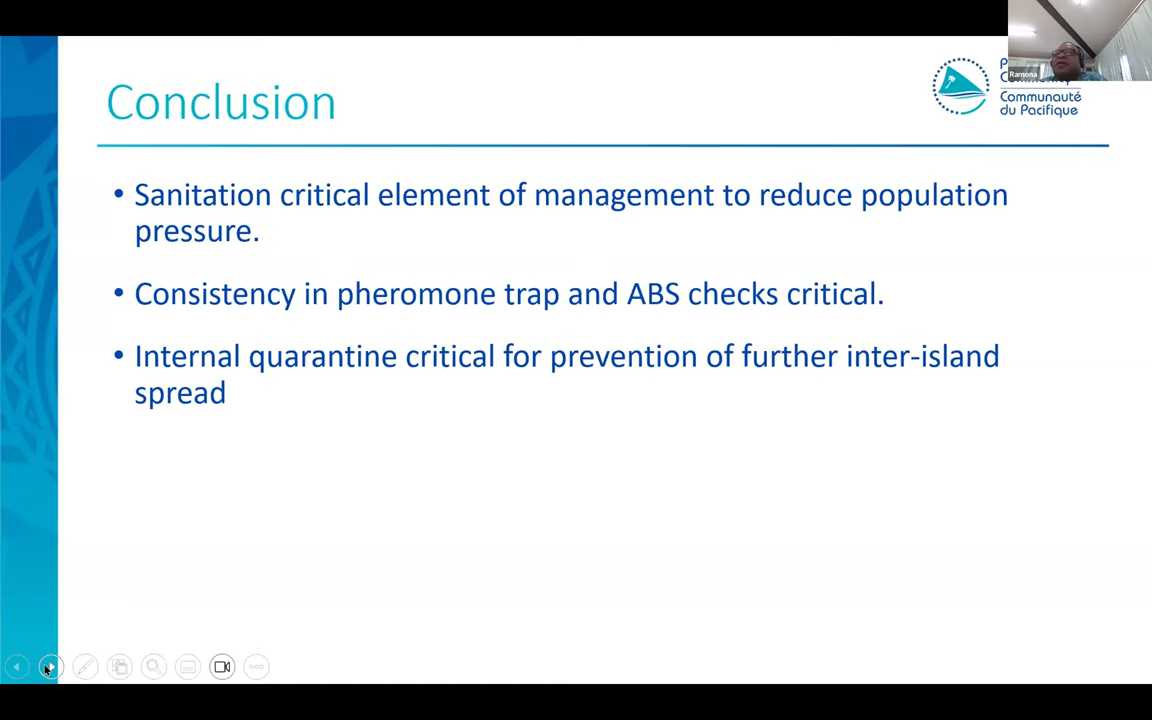 Ramona
Conclusion
Communauté
du Pacifique
• Sanitation critical element of management to reduce population
pressure.
• Consistency in pheromone trap and ABS checks critical.
• Internal quarantine critical for prevention of further inter-island
spread